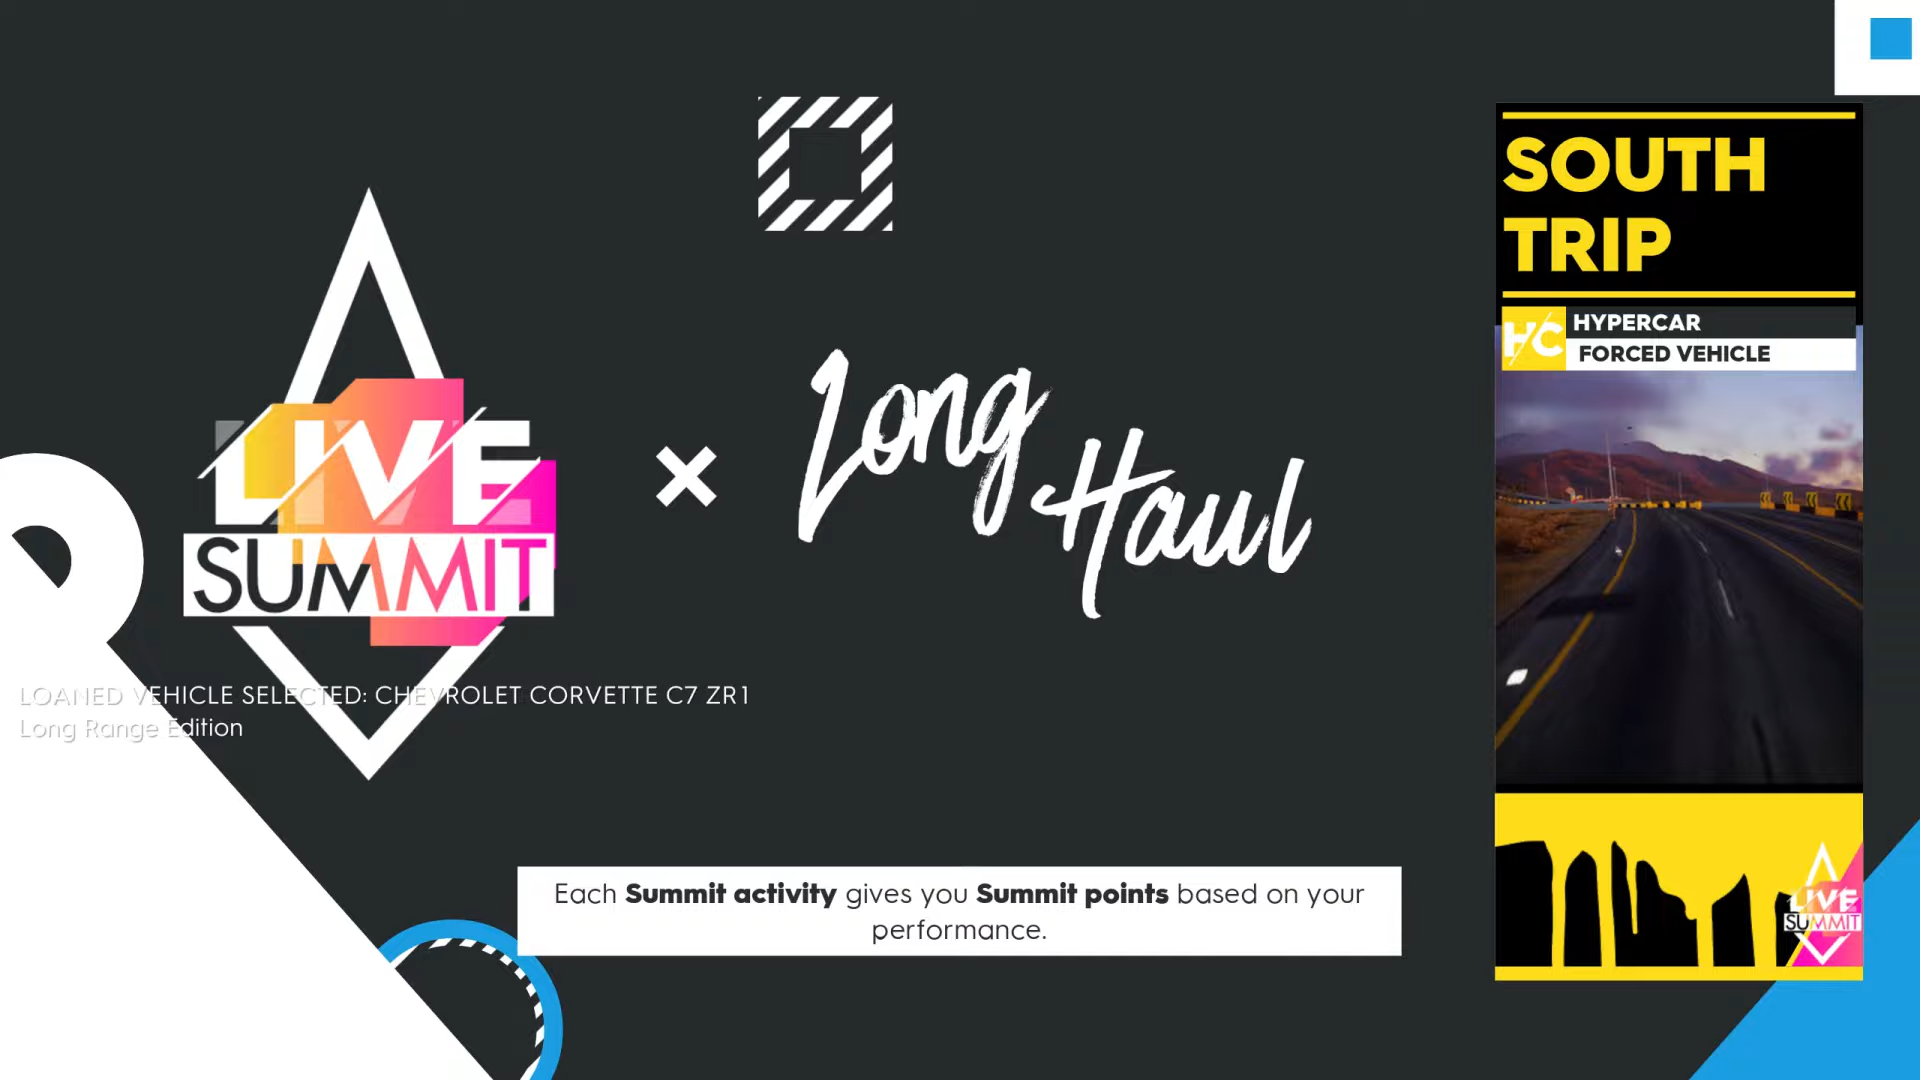 SOUTH
TRIP
H/C
HYPERCAR
FORCED VEHICLE
LIVE
SUMMIT
×
Long
Haul
LOANED VEHICLE SELECTED: CHEVROLET CORVETTE C7 ZR1
Long Range Edition
Each Summit activity gives you Summit points based on your
performance.
LIVE
SUMMIT